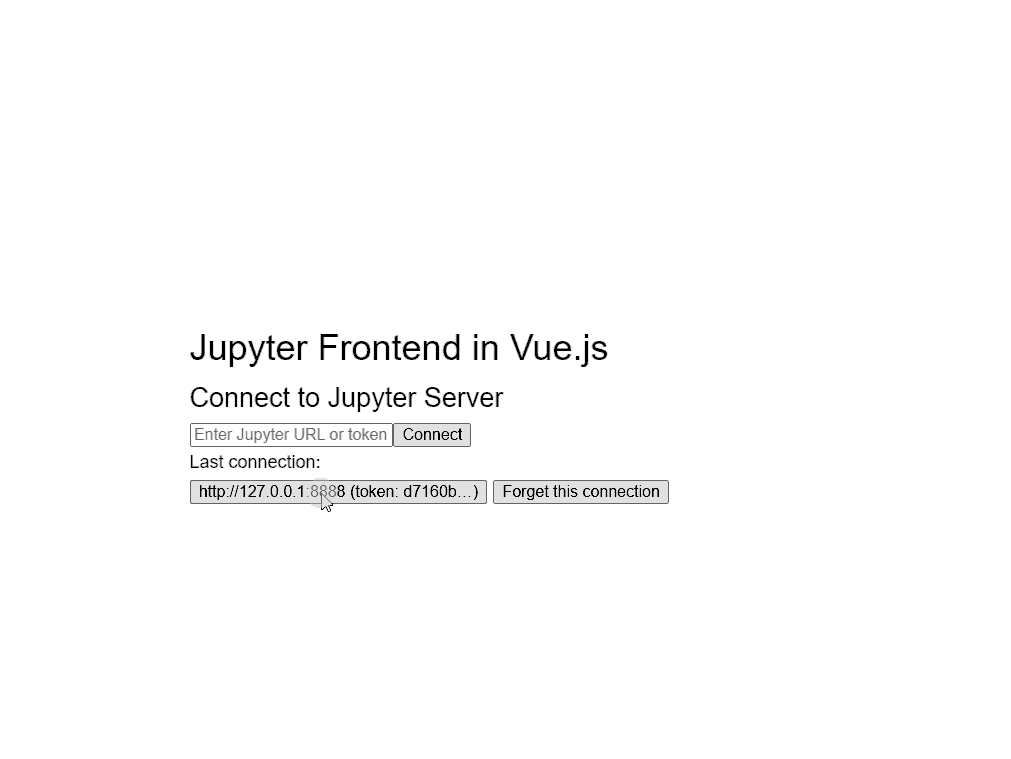 Jupyter Frontend in Vue.js
Connect to Jupyter Server
Enter Jupyter URL or token Connect
Last connection:
http://127.0.0.1:8888 (token: d7160b…) Forget this connection